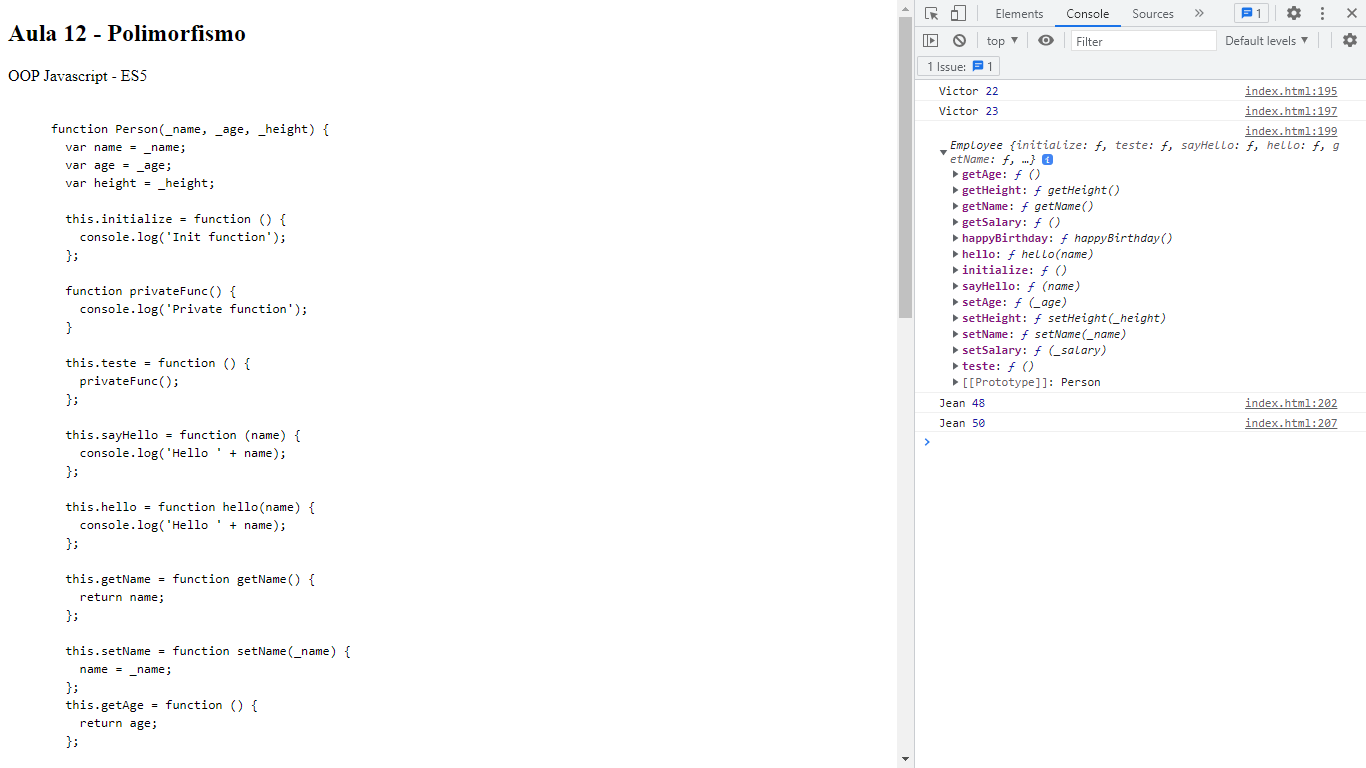 Aula 12 - Polimorfismo
OOP Javascript - ES5
function Person(_name, _age, _height) {
  var name = _name;
  var age = _age;
  var height = _height;
  this.initialize = function () {
    console.log('Init function');
  };
  function privateFunc() {
    console.log('Private function');
  }
  this.teste = function () {
    privateFunc();
  };
  this.sayHello = function (name) {
    console.log('Hello ' + name);
  };
  this.hello = function hello(name) {
    console.log('Hello ' + name);
  };
  this.getName = function getName() {
    return name;
  };
  this.setName = function setName(_name) {
    name = _name;
  };
  this.getAge = function () {
    return age;
  };
Elements Console Sources » 1
top ▼ Filter Default levels ▼
1 Issue: 1
Victor 22 index.html:195
Victor 23 index.html:197
index.html:199
Employee {initialize: ƒ, teste: ƒ, sayHello: ƒ, hello: ƒ, g
etName: ƒ, …} i
getAge: ƒ ()
getHeight: ƒ getHeight()
getName: ƒ getName()
getSalary: ƒ ()
happyBirthday: ƒ happyBirthday()
hello: ƒ hello(name)
initialize: ƒ ()
sayHello: ƒ (name)
setAge: ƒ (_age)
setHeight: ƒ setHeight(_height)
setName: ƒ setName(_name)
setSalary: ƒ (_salary)
teste: ƒ ()
[[Prototype]]: Person
Jean 48 index.html:202
Jean 50 index.html:207